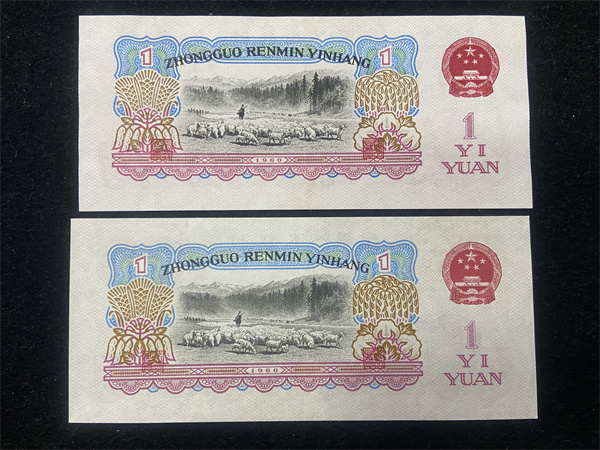 1 ZHONGGUO RENMIN YINHANG 1
1
YI
YUAN
1960
1 ZHONGGUO RENMIN YINHANG 1
1
YI
YUAN
1960